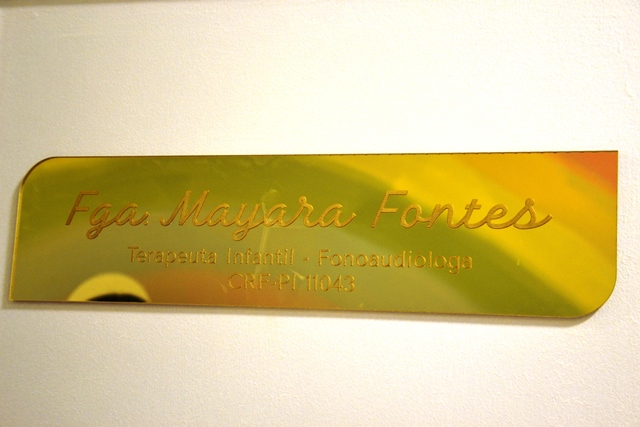 Fga. Mayara Fontes
Terapeuta Infantil - Fonoaudióloga
CRF-PI 11043